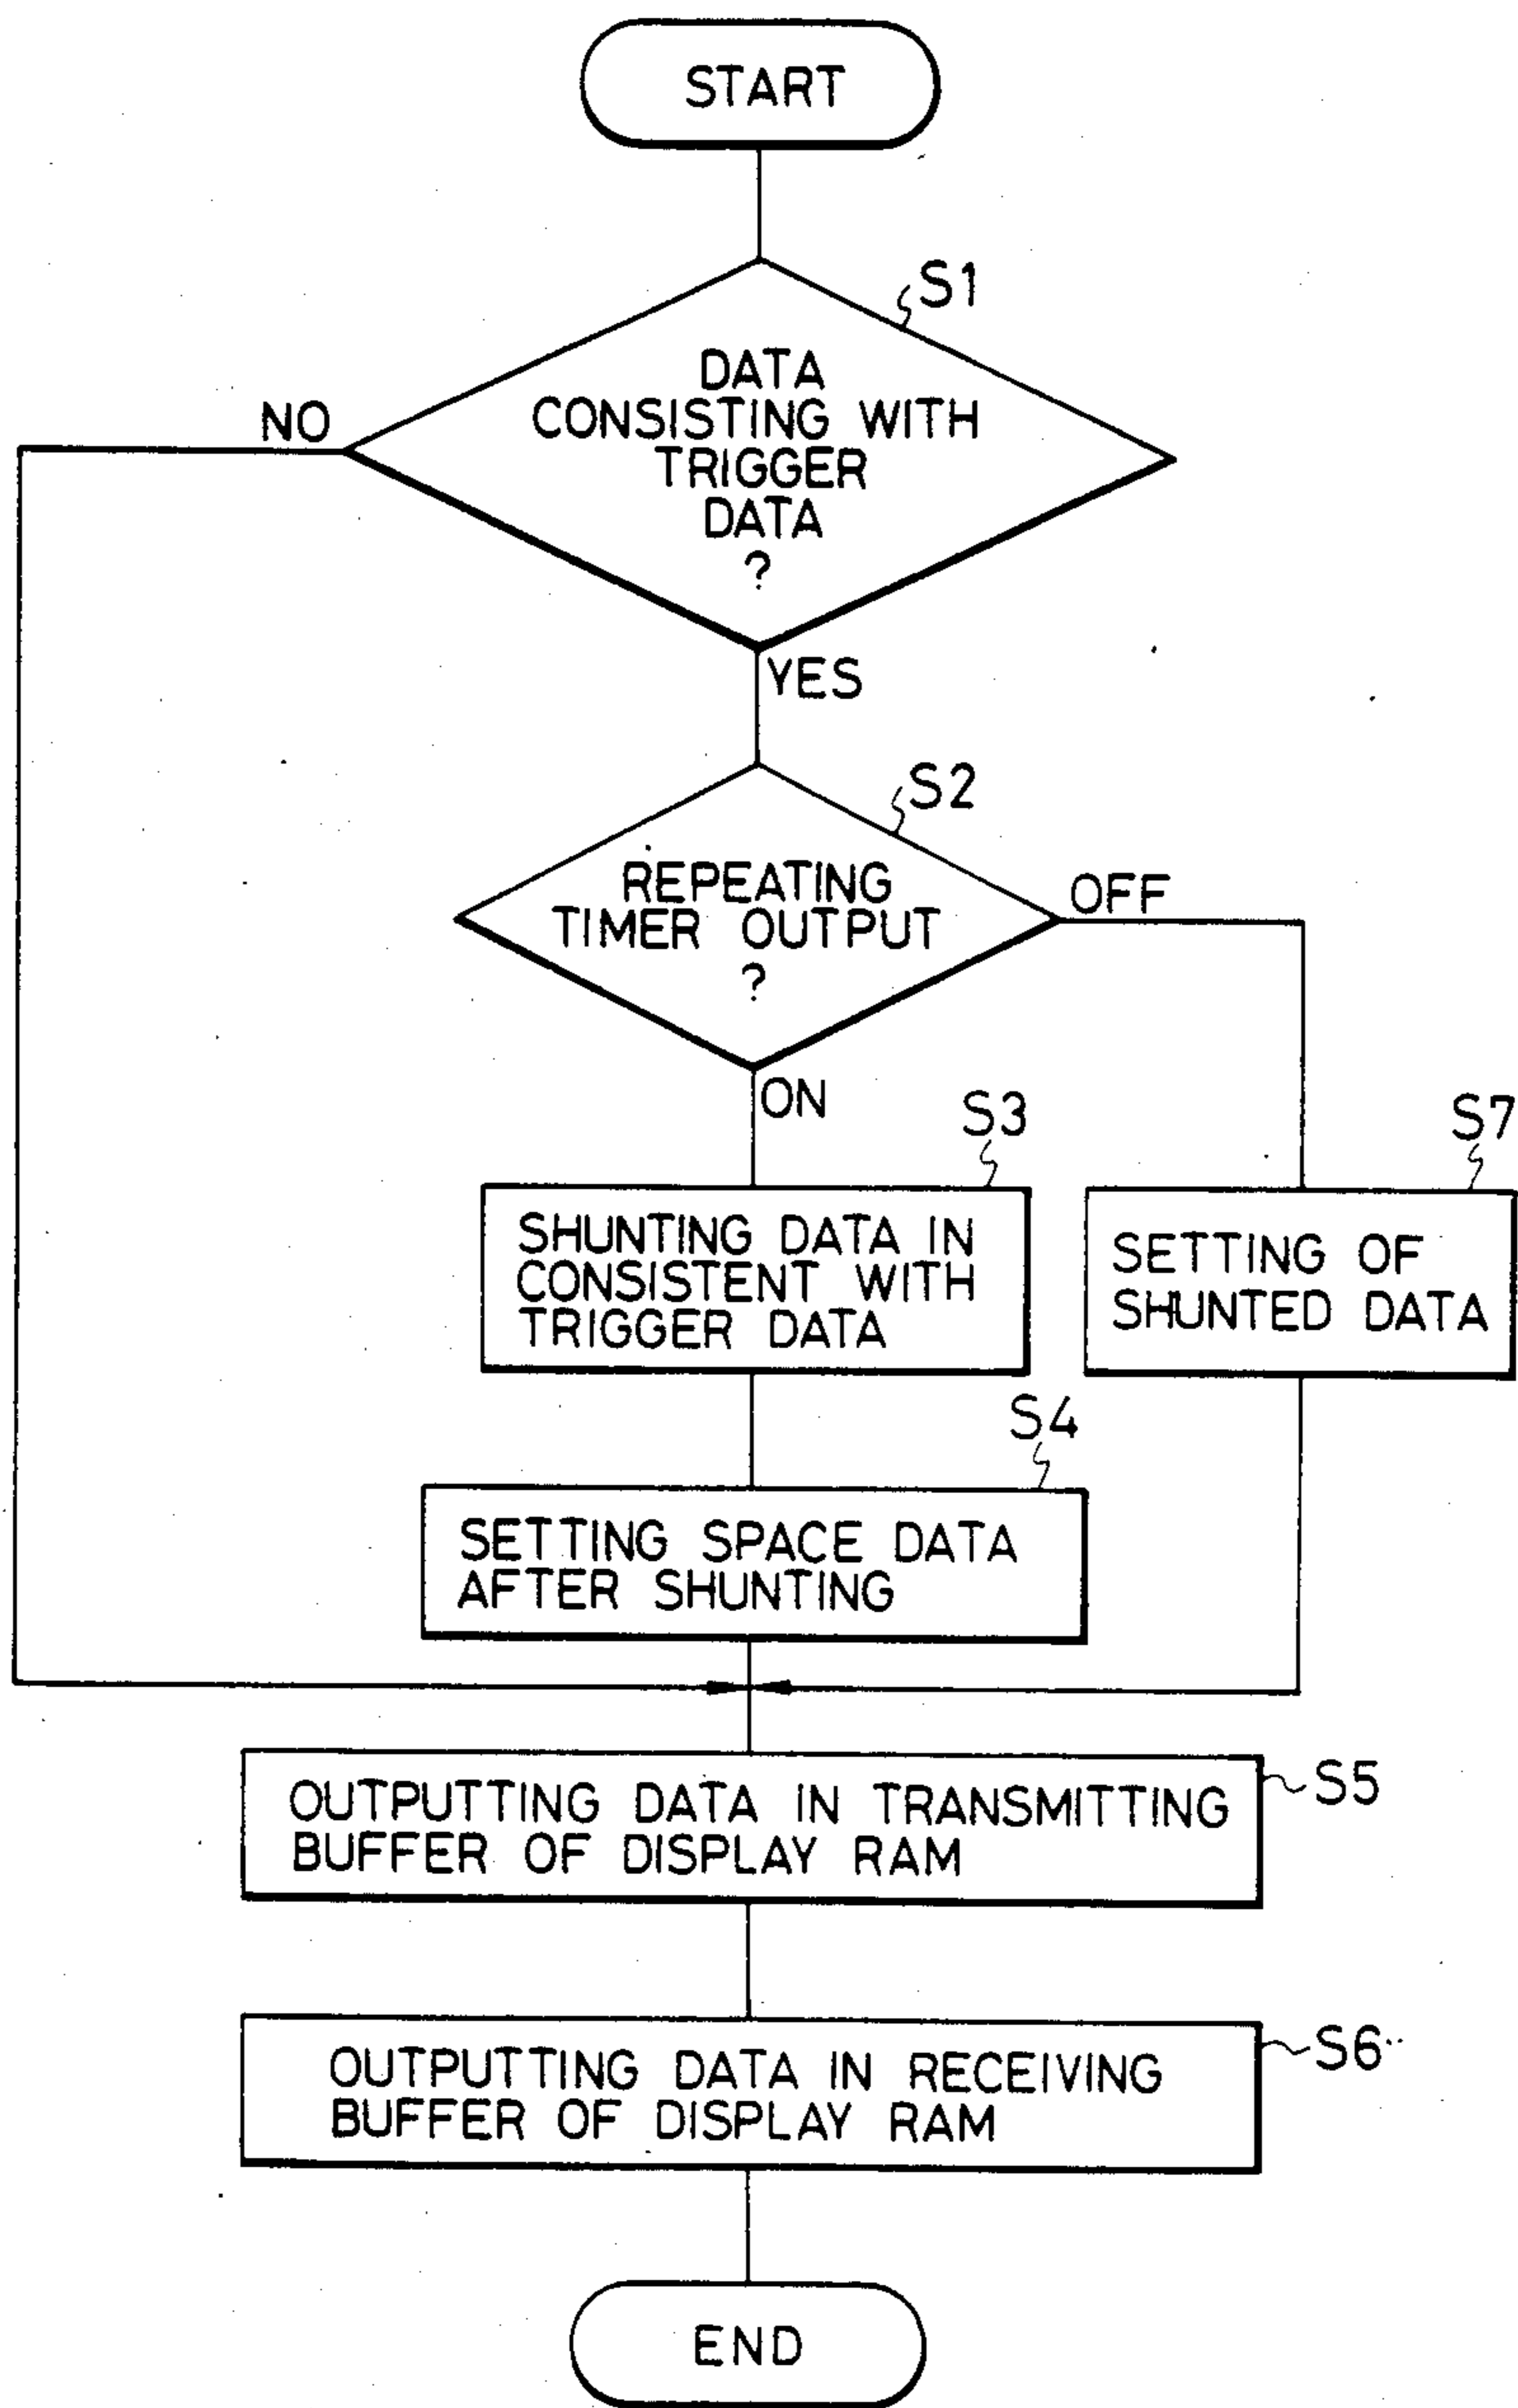 START
S1
DATA
CONSISTING WITH
TRIGGER
DATA
?
NO
YES
S2
REPEATING
TIMER OUTPUT
?
OFF
ON
S3
SHUNTING DATA IN
CONSISTENT WITH
TRIGGER DATA
S7
SETTING OF
SHUNTED DATA
S4
SETTING SPACE DATA
AFTER SHUNTING
OUTPUTTING DATA IN TRANSMITTING
BUFFER OF DISPLAY RAM
S5
OUTPUTTING DATA IN RECEIVING
BUFFER OF DISPLAY RAM
S6
END